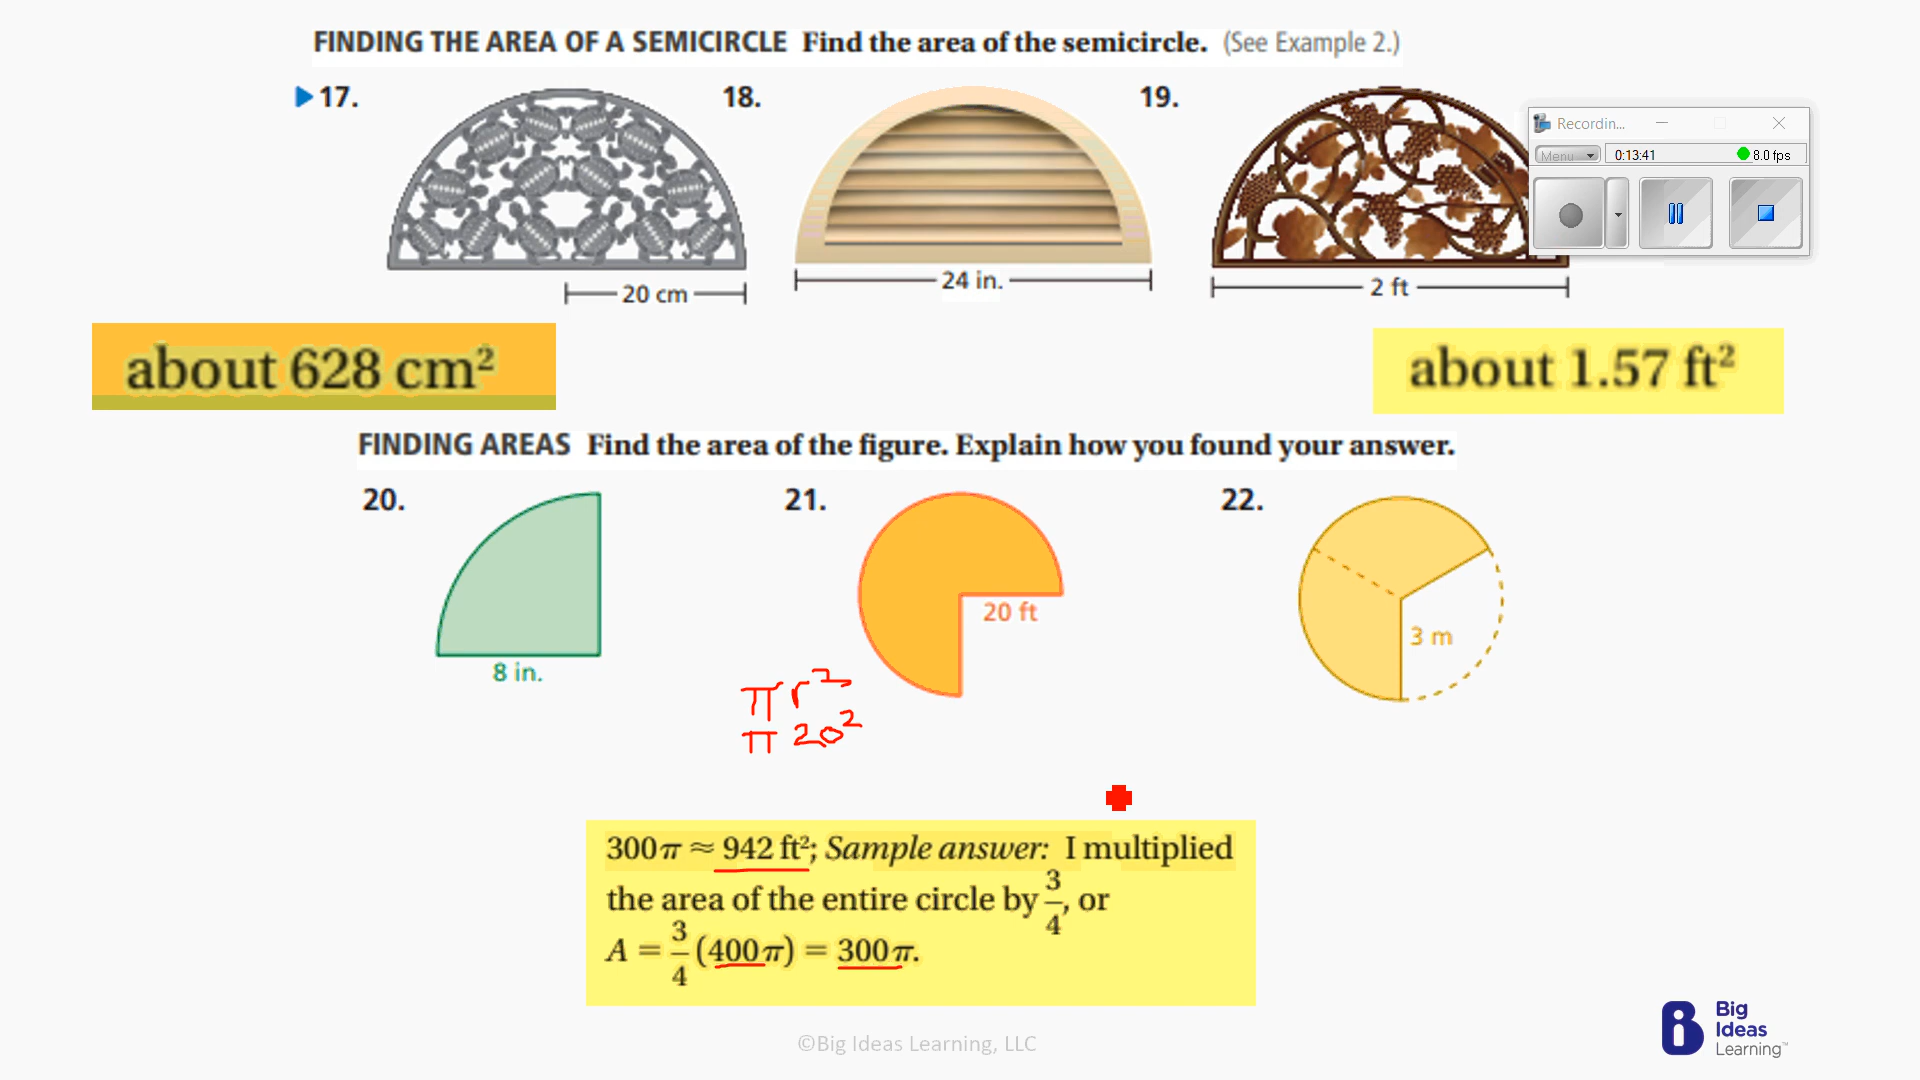 FINDING THE AREA OF A SEMICIRCLE Find the area of the semicircle. (See Example 2.)
17.
18.
19.
20 cm
24 in.
2 ft
Recordin...
Menu
0:13:41
8.0 fps
about 628 cm²
about 1.57 ft²
FINDING AREAS Find the area of the figure. Explain how you found your answer.
20.
21.
22.
8 in.
20 ft
3 m
π r²
π 20²
300π ≈ 942 ft²; Sample answer: I multiplied
the area of the entire circle by 3/4, or
A = 3/4 (400π) = 300π.
©Big Ideas Learning, LLC
Big
Ideas
Learning™